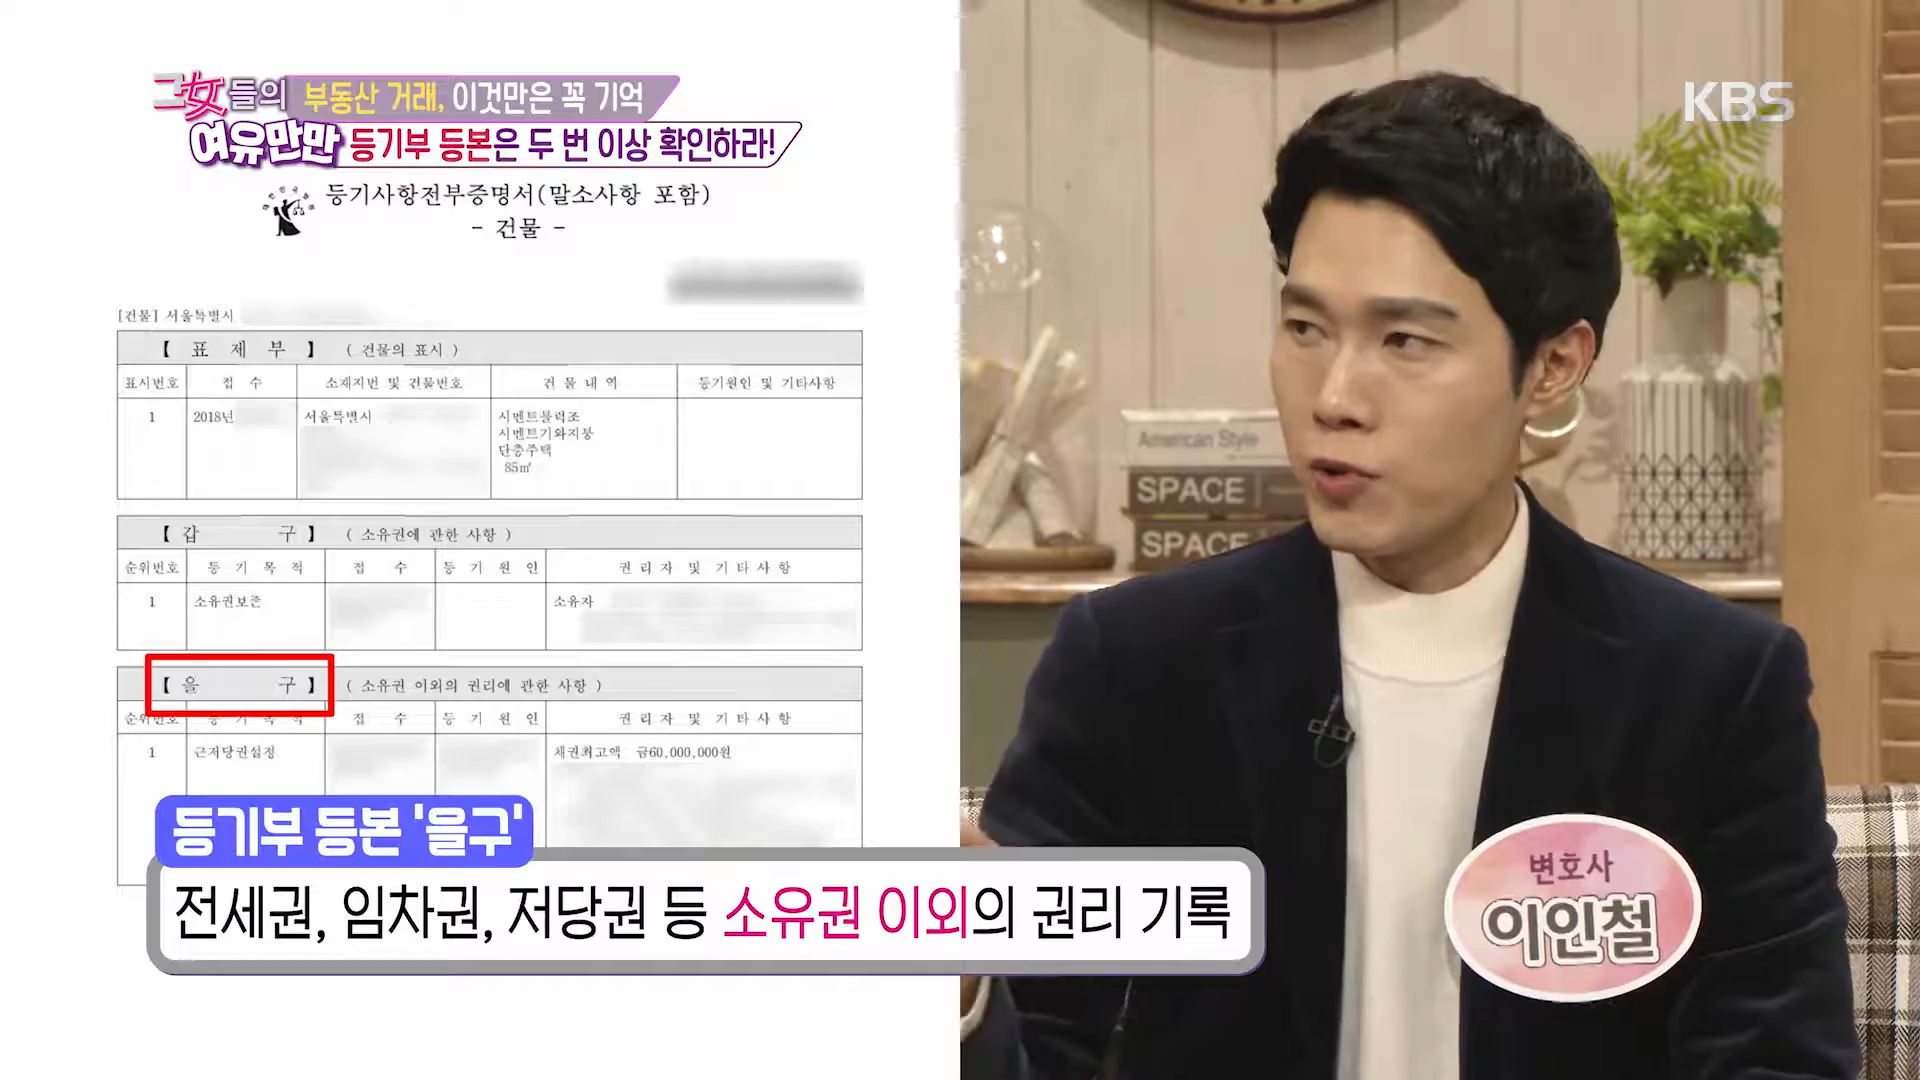 그女들의
여유만만
부동산 거래, 이것만은 꼭 기억
등기부 등본은 두 번 이상 확인하라!
KBS
등기사항전부증명서(말소사항 포함)
- 건물 -
[건물] 서울특별시
【 표 제 부 】 ( 건물의 표시 )
표시번호 접 수 소재지번 및 건물번호 건 물 내 역 등기원인 및 기타사항
1 2018년 서울특별시 시멘트블럭조
시멘트기와지붕
단층주택
85㎡
【 갑 구 】 ( 소유권에 관한 사항 )
순위번호 등 기 목 적 접 수 등 기 원 인 권 리 자 및 기 타 사 항
1 소유권보존 소유자
【 을 구 】 ( 소유권 이외의 권리에 관한 사항 )
순위번호 등 기 목 적 접 수 등 기 원 인 권 리 자 및 기 타 사 항
1 근저당권설정 채권최고액 금60,000,000원
등기부 등본 '을구'
전세권, 임차권, 저당권 등 소유권 이외의 권리 기록
American Style
SPACE
SPACE
변호사
이인철